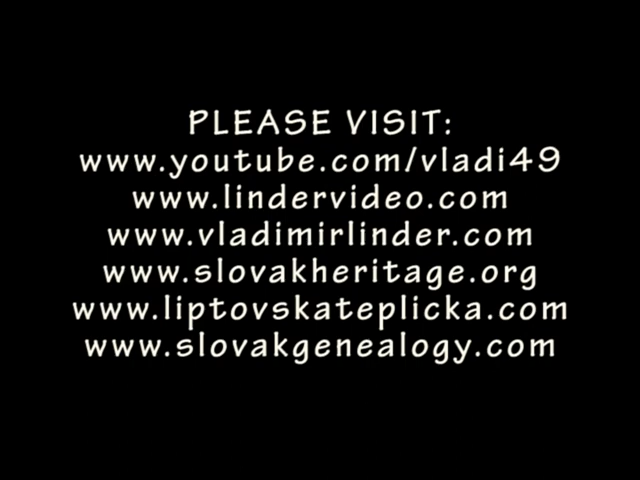 PLEASE VISIT:
www.youtube.com/vladi49
www.lindervideo.com
www.vladimirlinder.com
www.slovakheritage.org
www.liptovskateplicka.com
www.slovakgenealogy.com